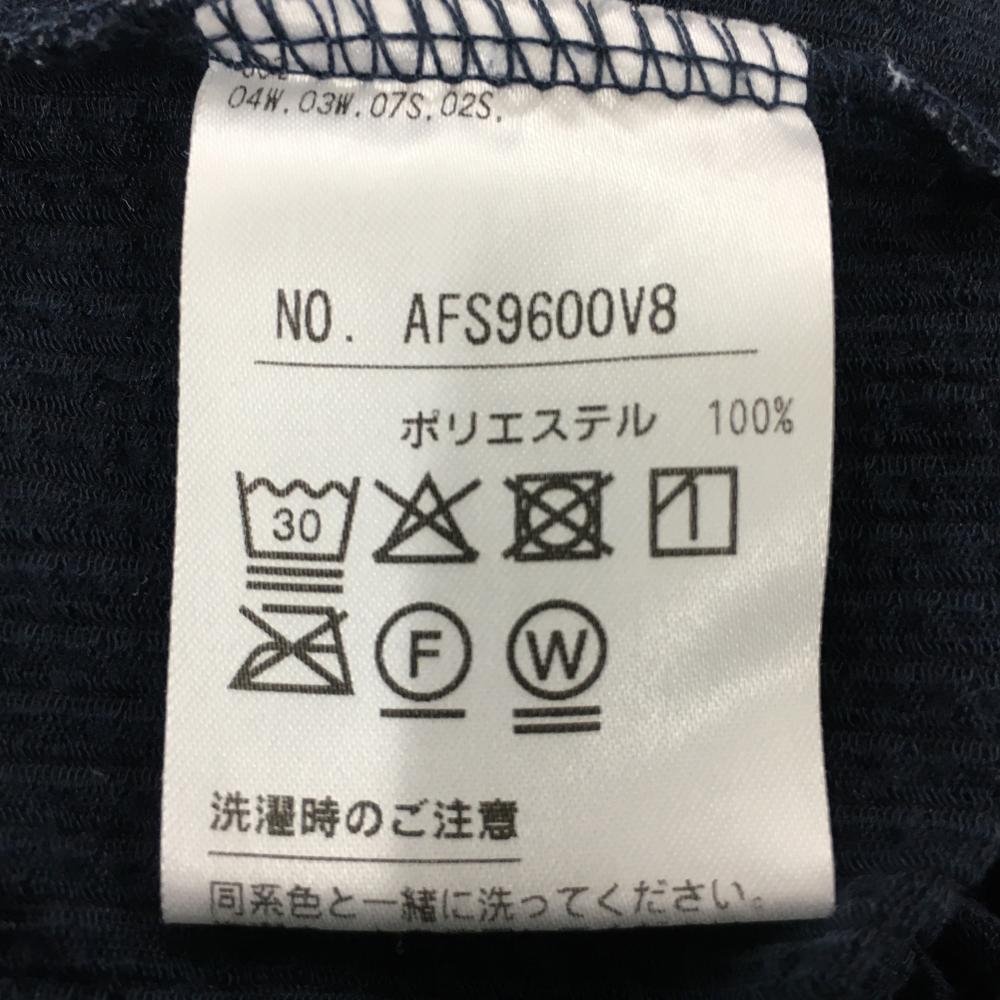 04W.03W.07S.02S.
NO. AFS9600V8
ポリエステル 100%
30
F W
洗濯時のご注意
同系色と一緒に洗ってください。